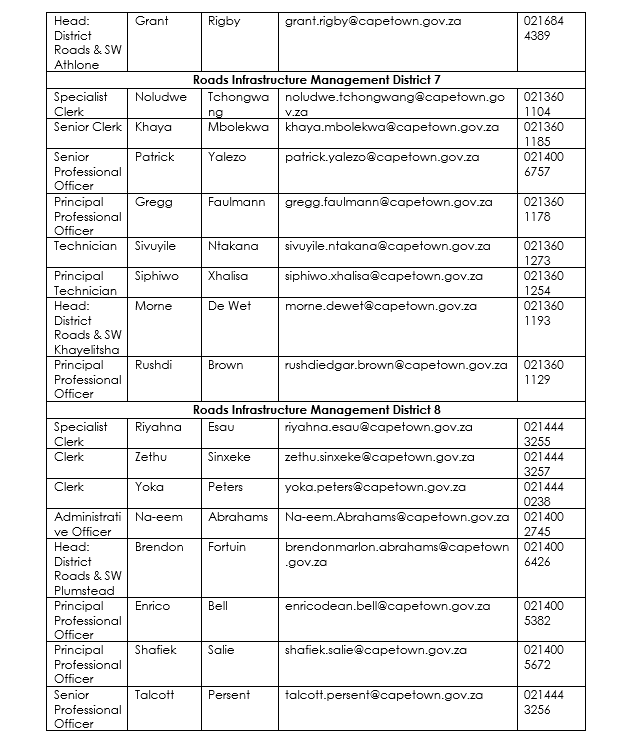 Head: Grant Rigby grant.rigby@capetown.gov.za 021684
District 4389
Roads & SW
Athlone
Roads Infrastructure Management District 7
Specialist Noludwe Tchongwa noludwe.tchongwang@capetown.go 021360
Clerk ng v.za 1104
Senior Clerk Khaya Mbolekwa khaya.mbolekwa@capetown.gov.za 021360
1185
Senior Patrick Yalezo patrick.yalezo@capetown.gov.za 021400
Professional 6757
Officer
Principal Gregg Faulmann gregg.faulmann@capetown.gov.za 021360
Professional 1178
Officer
Technician Sivuyile Ntakana sivuyile.ntakana@capetown.gov.za 021360
1273
Principal Siphiwo Xhalisa siphiwo.xhalisa@capetown.gov.za 021360
Technician 1254
Head: Morne De Wet morne.dewet@capetown.gov.za 021360
District 1193
Roads & SW
Khayelitsha
Principal Rushdi Brown rushdiedgar.brown@capetown.gov.za 021360
Professional 1129
Officer
Roads Infrastructure Management District 8
Specialist Riyahna Esau riyahna.esau@capetown.gov.za 021444
Clerk 3255
Clerk Zethu Sinxeke zethu.sinxeke@capetown.gov.za 021444
3257
Clerk Yoka Peters yoka.peters@capetown.gov.za 021444
0238
Administrati Na-eem Abrahams Na-eem.Abrahams@capetown.gov.za 021400
ve Officer 2745
Head: Brendon Fortuin brendonmarlon.abrahams@capetown 021400
District .gov.za 6426
Roads & SW
Plumstead
Principal Enrico Bell enricodean.bell@capetown.gov.za 021400
Professional 5382
Officer
Principal Shafiek Salie shafiek.salie@capetown.gov.za 021400
Professional 5672
Officer
Senior Talcott Persent talcott.persent@capetown.gov.za 021444
Professional 3256
Officer